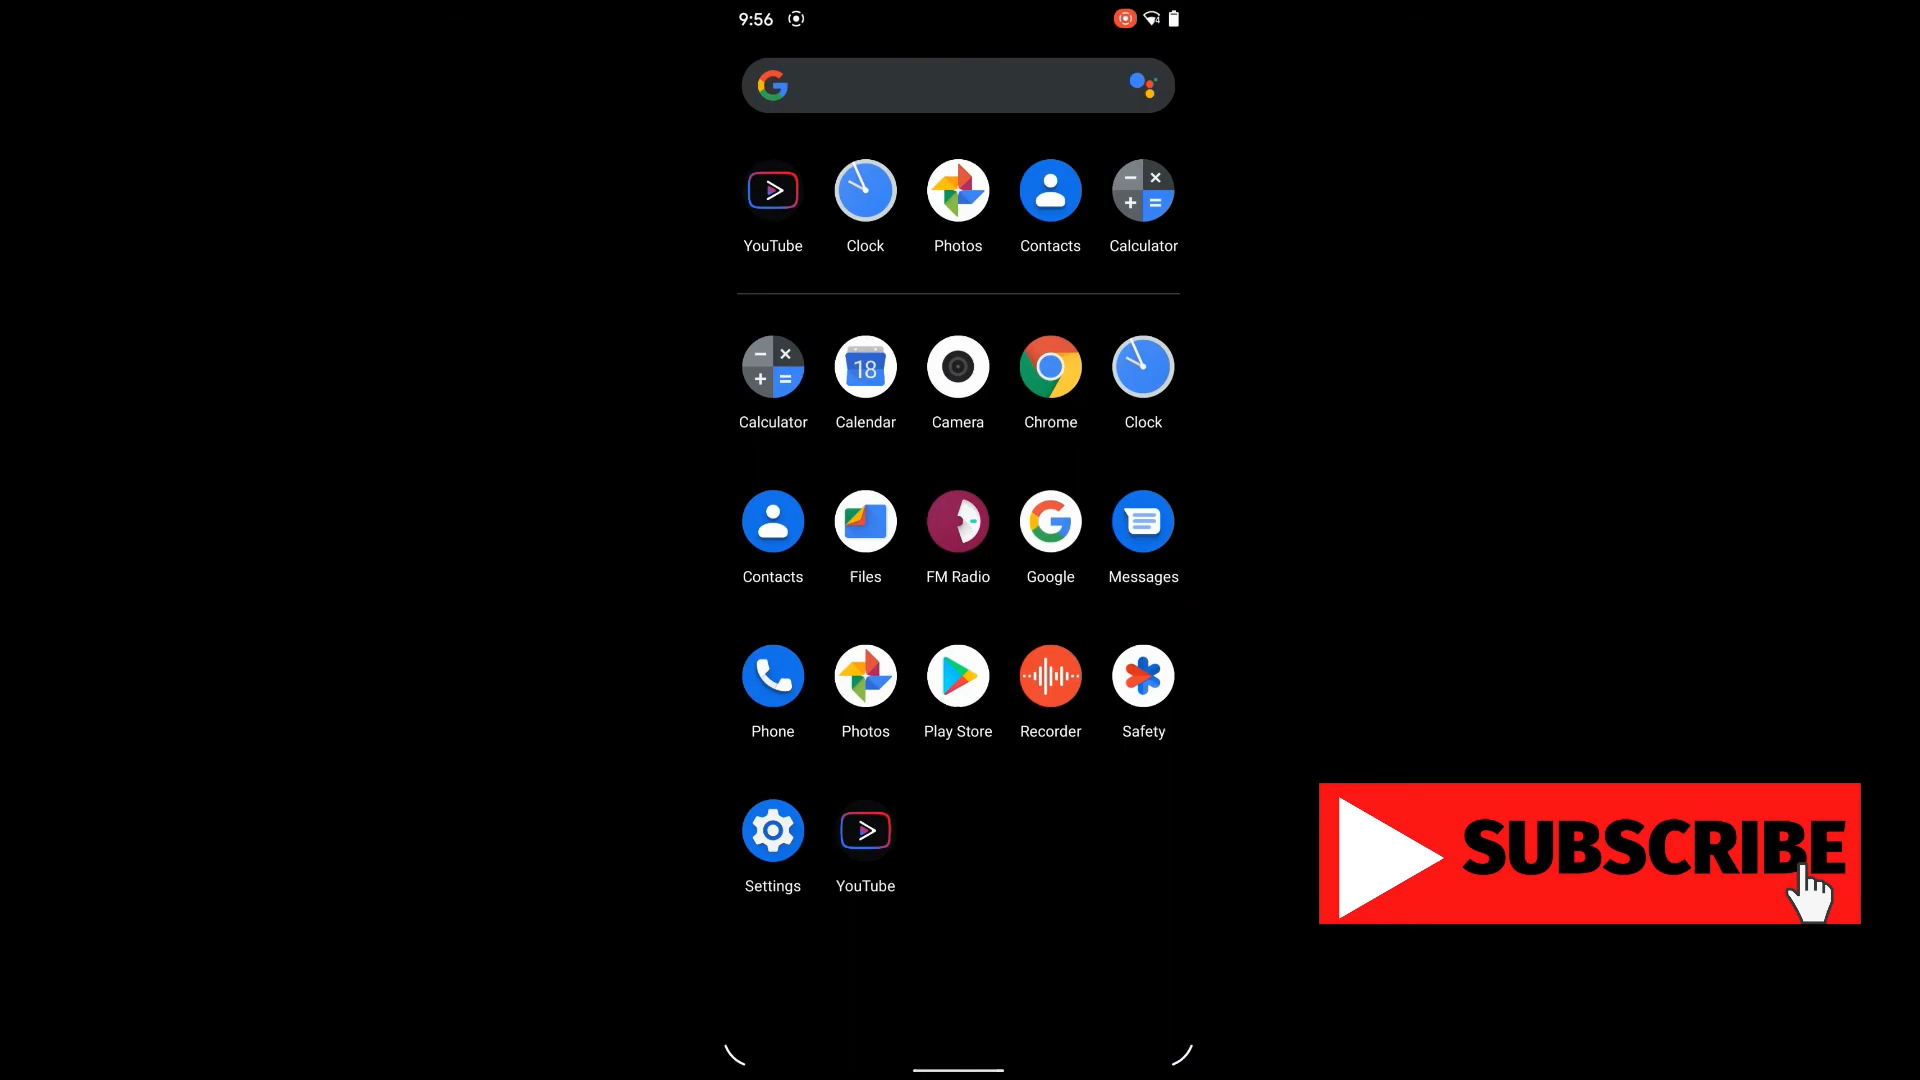 9:56
YouTube Clock Photos Contacts Calculator
Calculator Calendar Camera Chrome Clock
18
Contacts Files FM Radio Google Messages
Phone Photos Play Store Recorder Safety
Settings YouTube
SUBSCRIBE